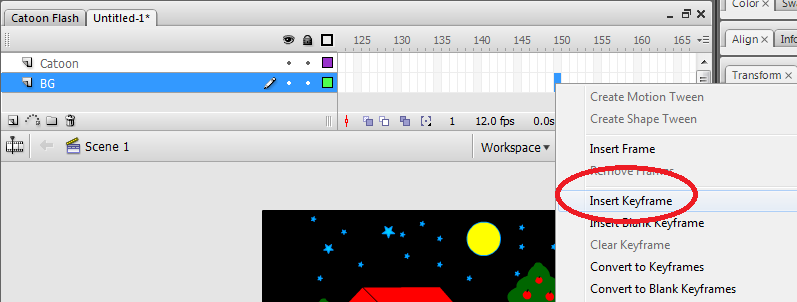 Catoon Flash Untitled-1* Color Swa
125 130 135 140 145 150 155 160 165
Align Info
Catoon
BG
Transform
Create Motion Tween
Create Shape Tween
1 12.0 fps 0.0s
Scene 1 Workspace
Insert Frame
Remove Frames
Insert Keyframe
Insert Blank Keyframe
Clear Keyframe
Convert to Keyframes
Convert to Blank Keyframes